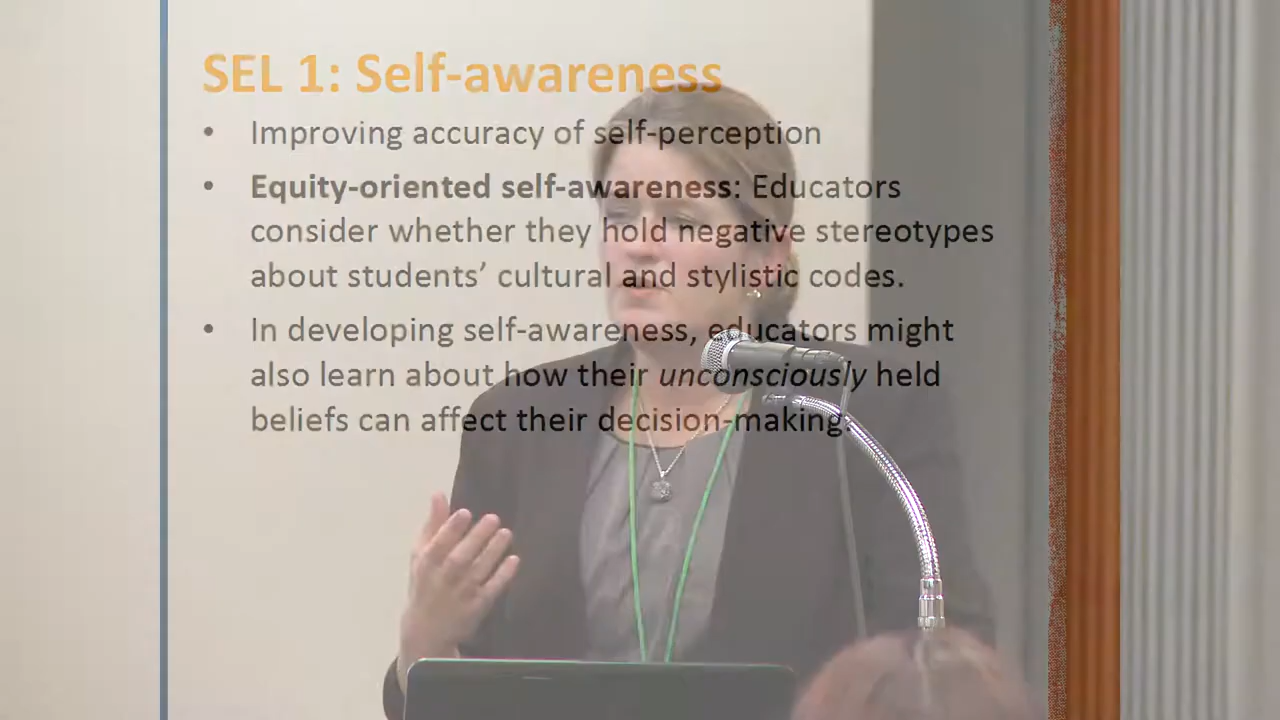 SEL 1: Self-awareness
• Improving accuracy of self-perception
• Equity-oriented self-awareness: Educators
consider whether they hold negative stereotypes
about students’ cultural and stylistic codes.
• In developing self-awareness, educators might
also learn about how their unconsciously held
beliefs can affect their decision-making.